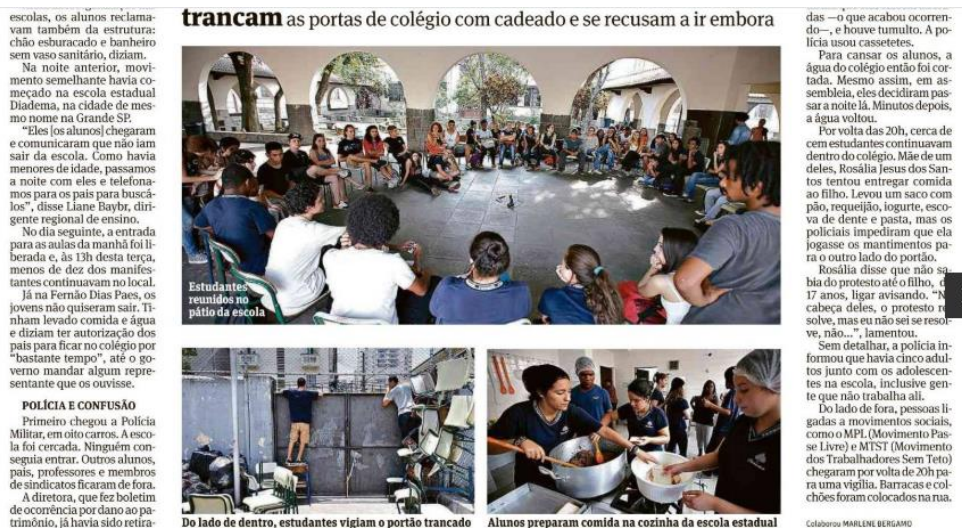 escolas, os alunos reclama-
vam também da estrutura:
chão esburacado e banheiro
sem vaso sanitário, diziam.
Na noite anterior, movi-
mento semelhante havia co-
meçado na escola estadual
Diadema, na cidade de mes-
mo nome na Grande SP.
"Eles [os alunos] chegaram
e comunicaram que não iam
sair da escola. Como havia
menores de idade, passamos
a noite com eles e telefona-
mos para os pais para buscá-
los", disse Liane Baybr, diri-
gente regional de ensino.
No dia seguinte, a entrada
para as aulas da manhã foi li-
berada e, às 13h desta terça,
menos de dez dos manifes-
tantes continuavam no local.
Já na Fernão Dias Paes, os
jovens não quiseram sair. Ti-
nham levado comida e água
e diziam ter autorização dos
pais para ficar no colégio por
"bastante tempo", até o go-
verno mandar algum repre-
sentante que os ouvisse.
POLÍCIA E CONFUSÃO
Primeiro chegou a Polícia
Militar, em oito carros. A esco-
la foi cercada. Ninguém con-
seguia entrar. Outros alunos,
pais, professores e membros
de sindicatos ficaram de fora.
A diretora, que fez boletim
de ocorrência por dano ao pa-
trimônio, já havia sido retira-
trancam as portas de colégio com cadeado e se recusam a ir embora
Estudantes
reunidos no
pátio da escola
Do lado de dentro, estudantes vigiam o portão trancado
Alunos preparam comida na cozinha da escola estadual
das —o que acabou ocorren-
do—, e houve tumulto. A po-
lícia usou cassetetes.
Para cansar os alunos, a
água do colégio então foi cor-
tada. Mesmo assim, em as-
sembleia, eles decidiram pas-
sar a noite lá. Minutos depois,
a água voltou.
Por volta das 20h, cerca de
cem estudantes continuavam
dentro do colégio. Mãe de um
deles, Rosália Jesus dos San-
tos tentou entregar comida
ao filho. Levou um saco com
pão, requeijão, iogurte, esco-
va de dente e pasta, mas os
policiais impediram que ela
jogasse os mantimentos pa-
ra o outro lado do portão.
Rosália disse que não sa-
bia do protesto até o filho, d
17 anos, ligar avisando. "N
cabeça deles, o protesto re
solve, mas eu não sei se resol-
ve, não...", lamentou.
Sem detalhar, a polícia in-
formou que havia cinco adul-
tos junto com os adolescen-
tes na escola, inclusive gen-
te que não trabalha ali.
Do lado de fora, pessoas li-
gadas a movimentos sociais,
como o MPL (Movimento Pas-
se Livre) e MTST (Movimento
dos Trabalhadores Sem Teto)
chegaram por volta de 20h pa-
ra uma vigília. Barracas e col-
chões foram colocados na rua.
Colaborou MARLENE BERGAMO